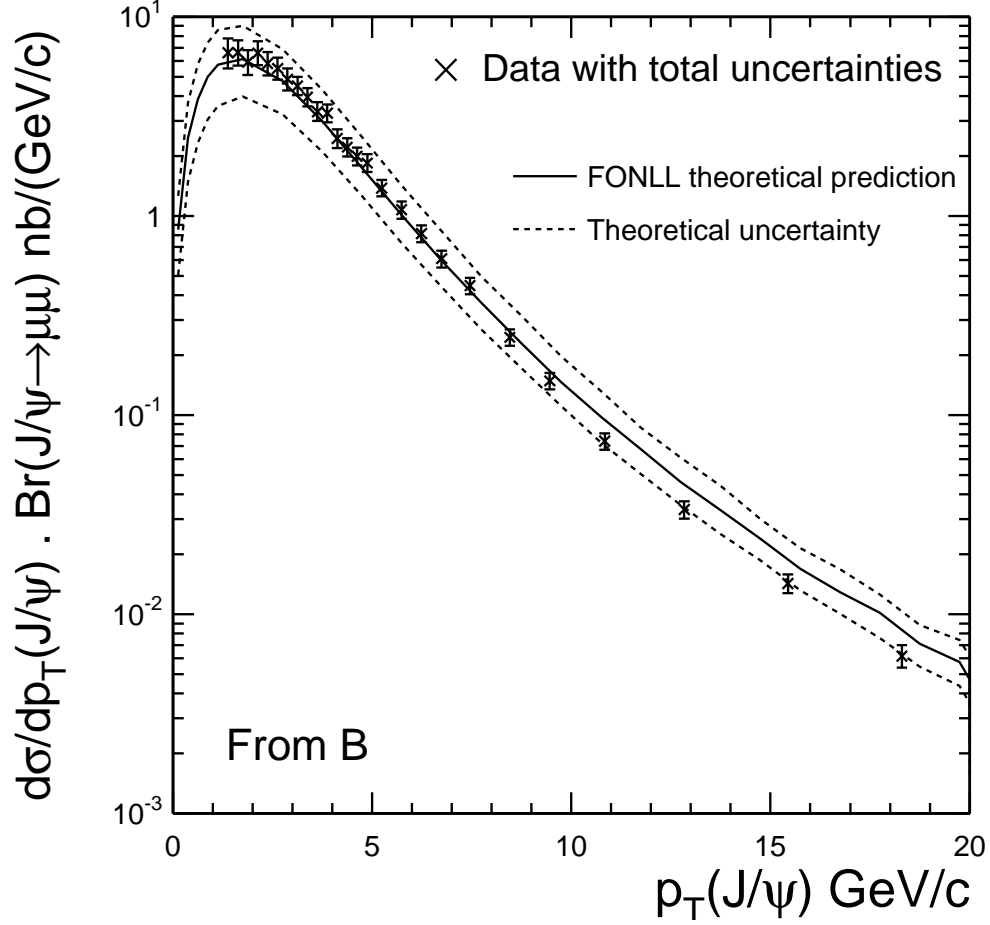 dσ/dp_T(J/ψ) . Br(J/ψ→μμ) nb/(GeV/c)
10^1
1
10^-1
10^-2
10^-3
× Data with total uncertainties
FONLL theoretical prediction
Theoretical uncertainty
From B
0 5 10 15 20
p_T(J/ψ) GeV/c